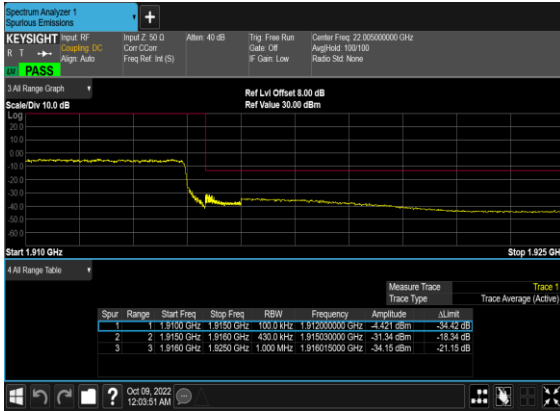 Spectrum Analyzer 1
Spurious Emissions
KEYSIGHT
R T
PASS
Input: RF
Coupling: DC
Align: Auto
Input Z: 50 Ω
Corr CCorr
Freq Ref: Int (S)
Atten: 40 dB
Trig: Free Run
Gate: Off
IF Gain: Low
Center Freq: 22.005000000 GHz
Avg|Hold: 100/100
Radio Std: None
3 All Range Graph
Scale/Div 10.0 dB
Ref Lvl Offset 8.00 dB
Ref Value 30.00 dBm
Log
20.0
10.0
0.00
-10.0
-20.0
-30.0
-40.0
-50.0
-60.0
Start 1.910 GHz
Stop 1.925 GH
4 All Range Table
Measure Trace Trace 1
Trace Type Trace Average (Active)
Spur Range Start Freq Stop Freq RBW Frequency Amplitude ΔLimit
1 1 1.9100 GHz 1.9150 GHz 100.0 kHz 1.912000000 GHz -4.421 dBm -34.42 dB
2 2 1.9150 GHz 1.9160 GHz 430.0 kHz 1.915030000 GHz -31.34 dBm -18.34 dB
3 3 1.9160 GHz 1.9250 GHz 1.000 MHz 1.916015000 GHz -34.15 dBm -21.15 dB
Oct 09, 2022
12:03:51 AM